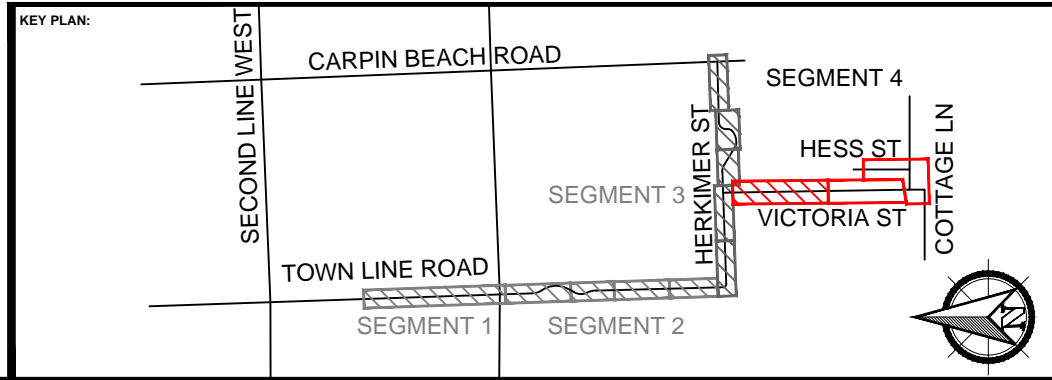 KEY PLAN:
SECOND LINE WEST
CARPIN BEACH ROAD
SEGMENT 4
HERKIMER ST
HESS ST
COTTAGE LN
SEGMENT 3
VICTORIA ST
TOWN LINE ROAD
SEGMENT 1
SEGMENT 2
N